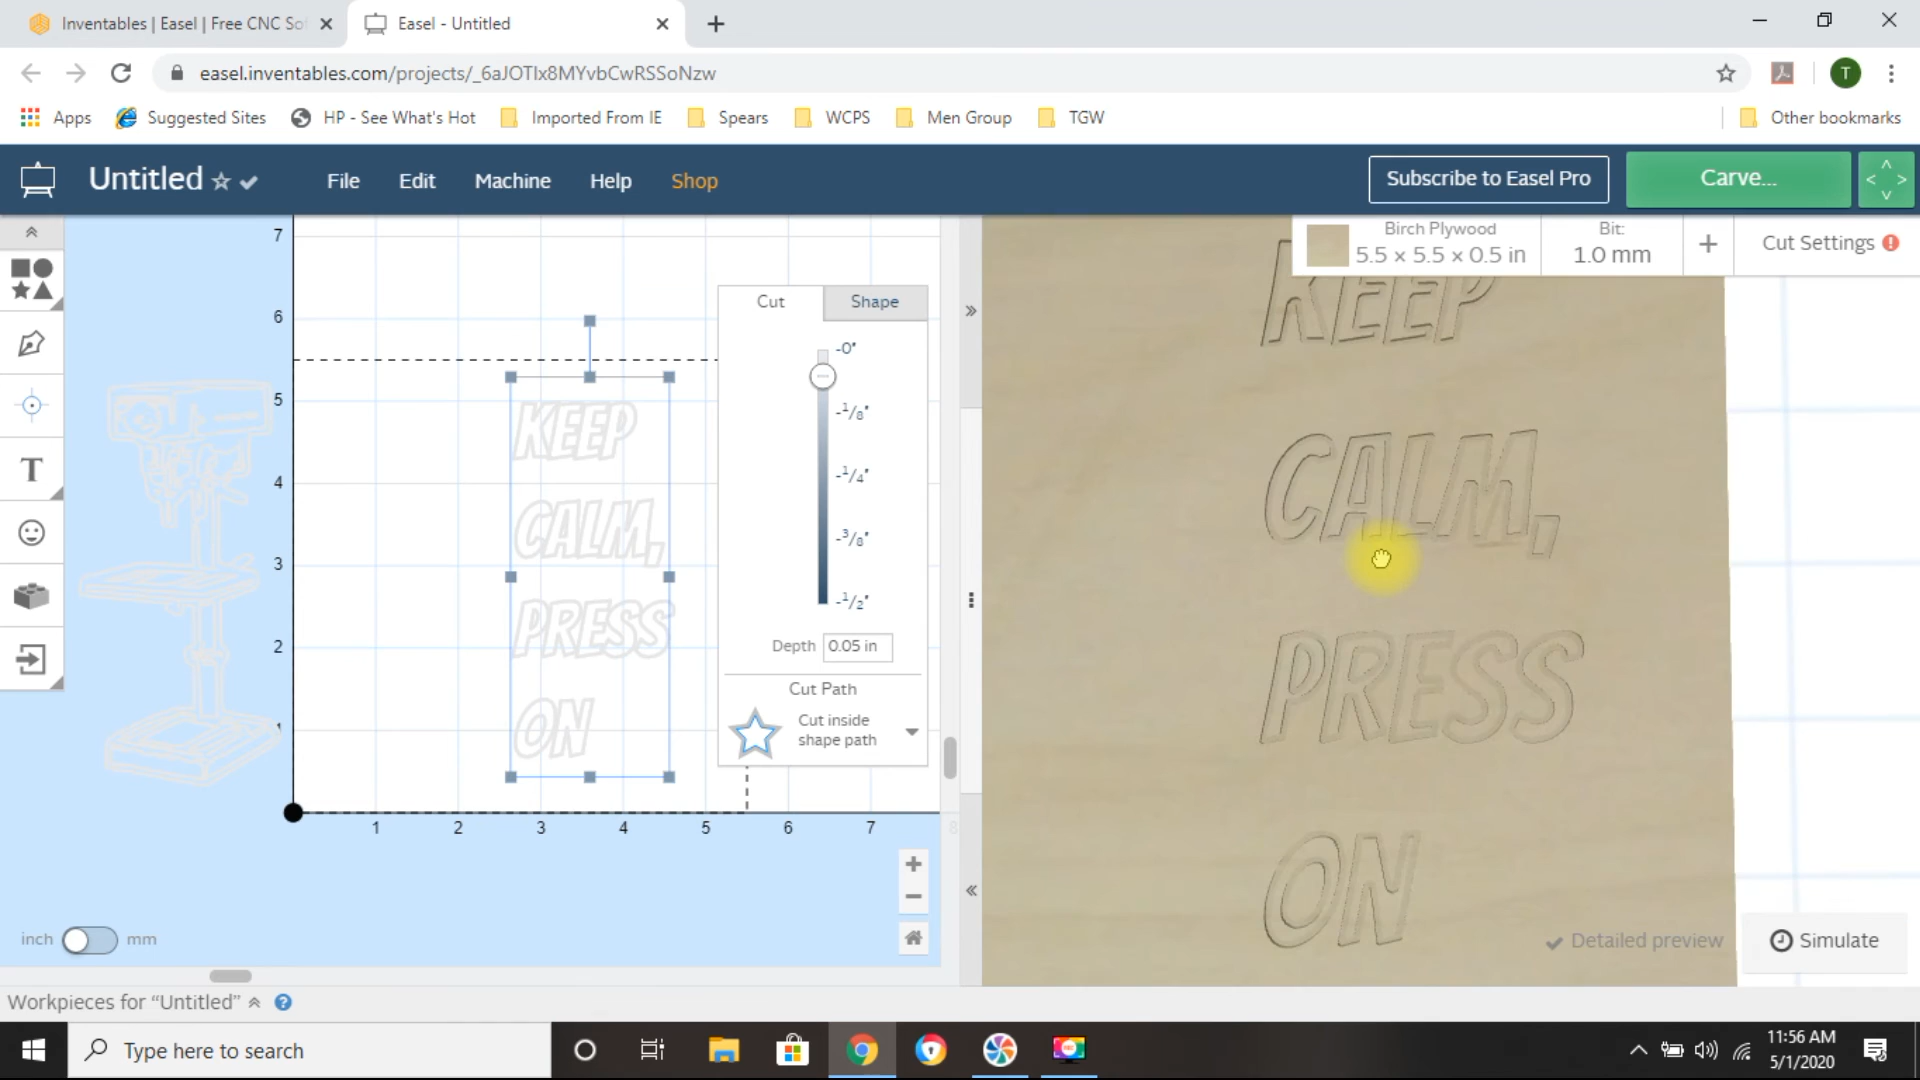 Inventables | Easel | Free CNC So
Easel - Untitled
easel.inventables.com/projects/_6aJOTlx8MYvbCwRSSoNzw
T
Apps
Suggested Sites
HP - See What's Hot
Imported From IE
Spears
WCPS
Men Group
TGW
Other bookmarks
Untitled
File
Edit
Machine
Help
Shop
Subscribe to Easel Pro
Carve...
Birch Plywood
5.5 × 5.5 × 0.5 in
Bit:
1.0 mm
Cut Settings
7
6
5
4
3
2
1
1 2 3 4 5 6 7 8
KEEP
CALM,
PRESS
ON
Cut
Shape
-0"
-1/8"
-1/4"
-3/8"
-1/2"
Depth 0.05 in
Cut Path
Cut inside
shape path
KEEP
CALM,
PRESS
ON
T
inch
mm
Detailed preview
Simulate
Workpieces for “Untitled”
Type here to search
11:56 AM
5/1/2020